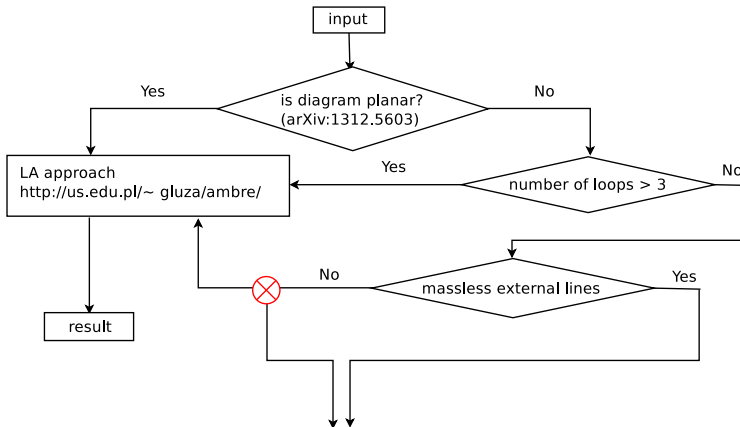 input
is diagram planar?
(arXiv:1312.5603)
Yes
No
LA approach
http://us.edu.pl/~ gluza/ambre/
Yes
number of loops > 3
No
No
massless external lines
Yes
result